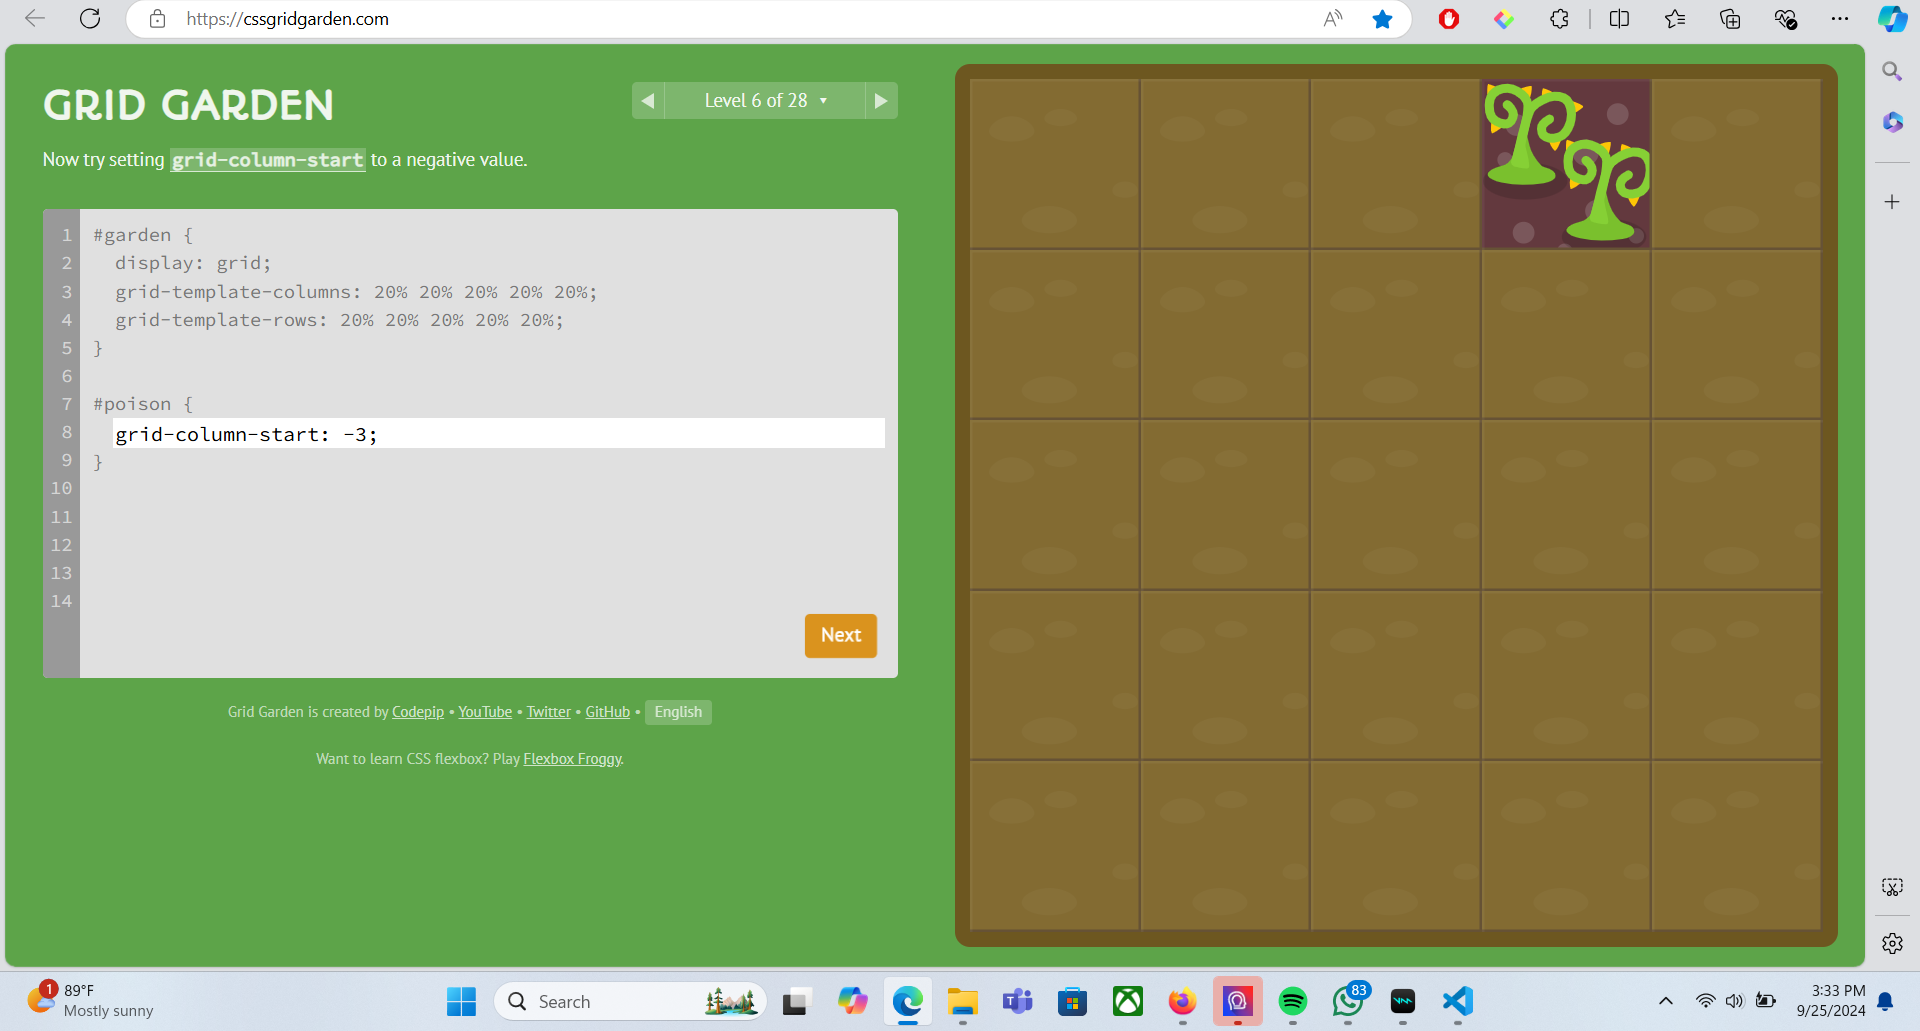 https://cssgridgarden.com
GRID GARDEN
Level 6 of 28
Now try setting grid-column-start to a negative value.
1 #garden {
2 display: grid;
3 grid-template-columns: 20% 20% 20% 20% 20%;
4 grid-template-rows: 20% 20% 20% 20% 20%;
5 }
6
7 #poison {
8 grid-column-start: -3;
9 }
10
11
12
13
14
Next
Grid Garden is created by Codepip • YouTube • Twitter • GitHub • English
Want to learn CSS flexbox? Play Flexbox Froggy.
1
89°F
Mostly sunny
Search
83
3:33 PM
9/25/2024